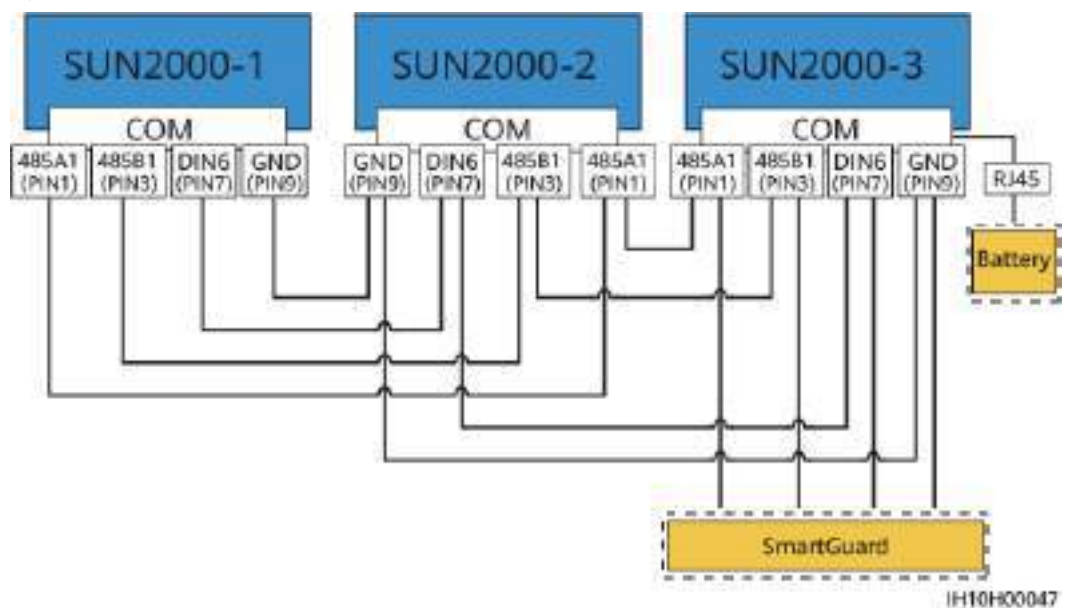 SUN2000-1 SUN2000-2 SUN2000-3
COM COM COM
485A1 485B1 DIN6 GND GND DIN6 485B1 485A1 485A1 485B1 DIN6 GND
(PIN1) (PIN3) (PIN7) (PIN9) (PIN9) (PIN7) (PIN3) (PIN1) (PIN1) (PIN3) (PIN7) (PIN9)
RJ45
Battery
SmartGuard
IH10H00047